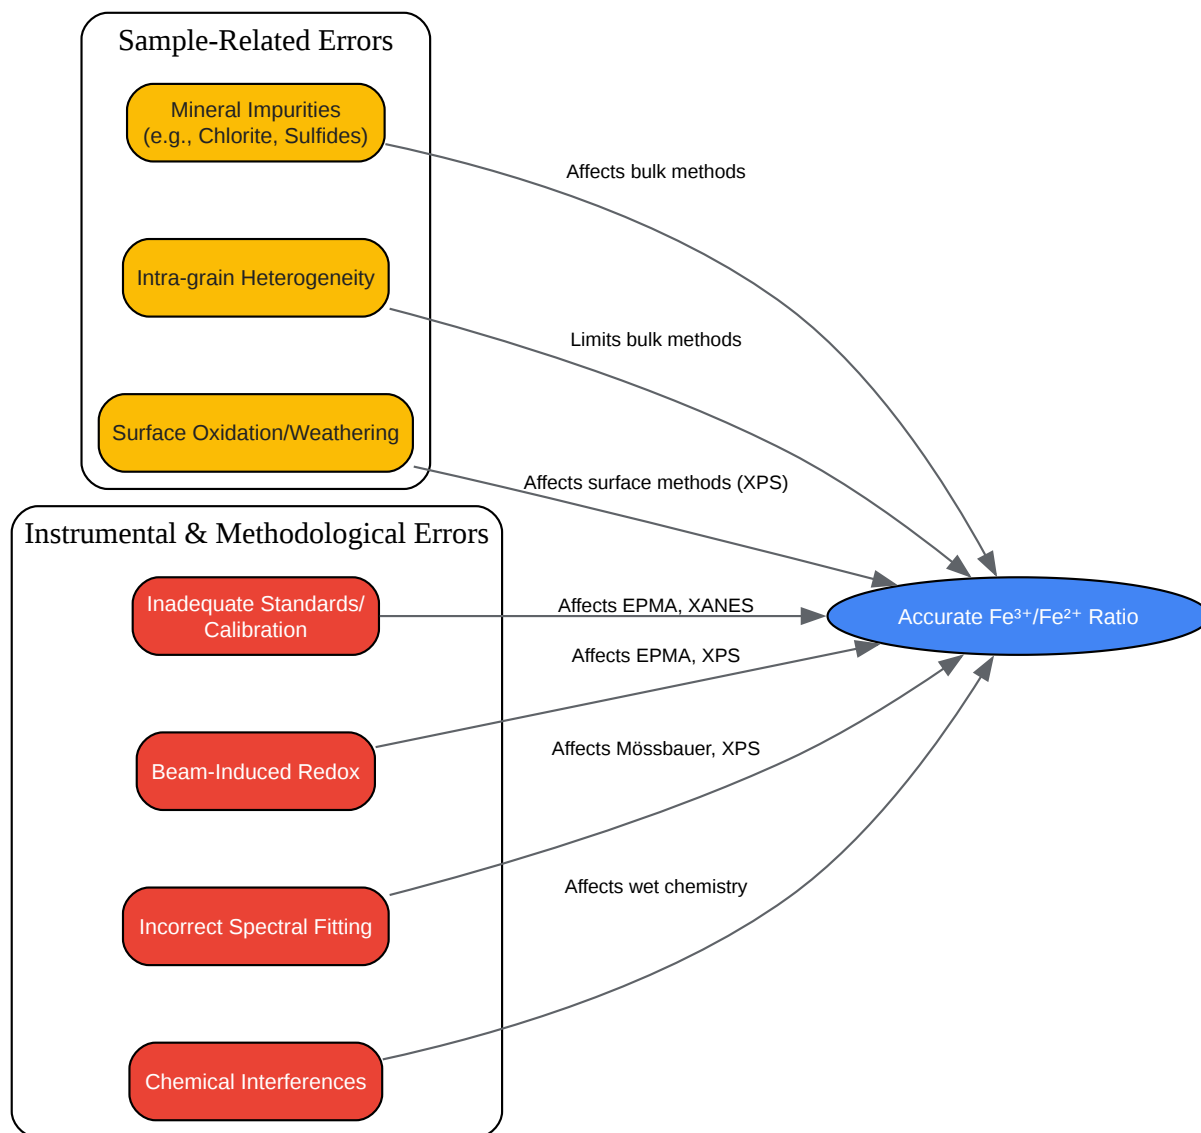 Sample-Related Errors
Mineral Impurities
(e.g., Chlorite, Sulfides)
Affects bulk methods
Intra-grain Heterogeneity
Limits bulk methods
Surface Oxidation/Weathering
Affects surface methods (XPS)
Instrumental & Methodological Errors
Inadequate Standards/
Calibration
Affects EPMA, XANES
Accurate Fe³⁺/Fe²⁺ Ratio
Affects EPMA, XPS
Beam-Induced Redox
Affects Mössbauer, XPS
Incorrect Spectral Fitting
Affects wet chemistry
Chemical Interferences